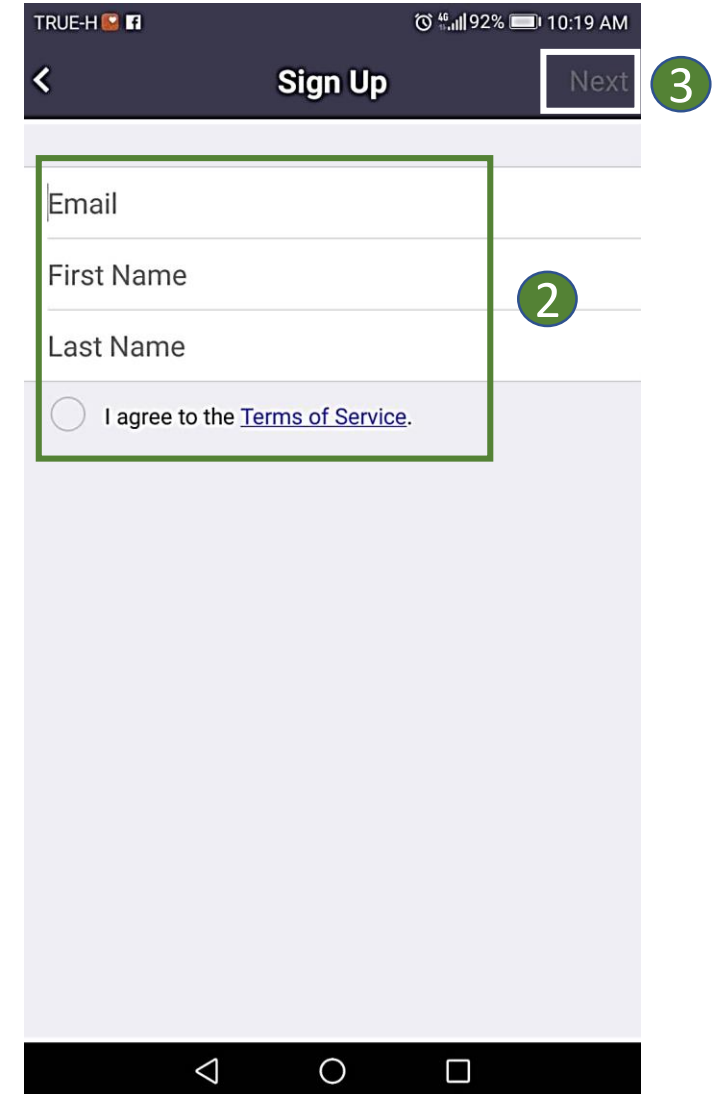 TRUE-H 4G 92% 10:19 AM
Sign Up Next 3
Email
First Name
2
Last Name
I agree to the Terms of Service.